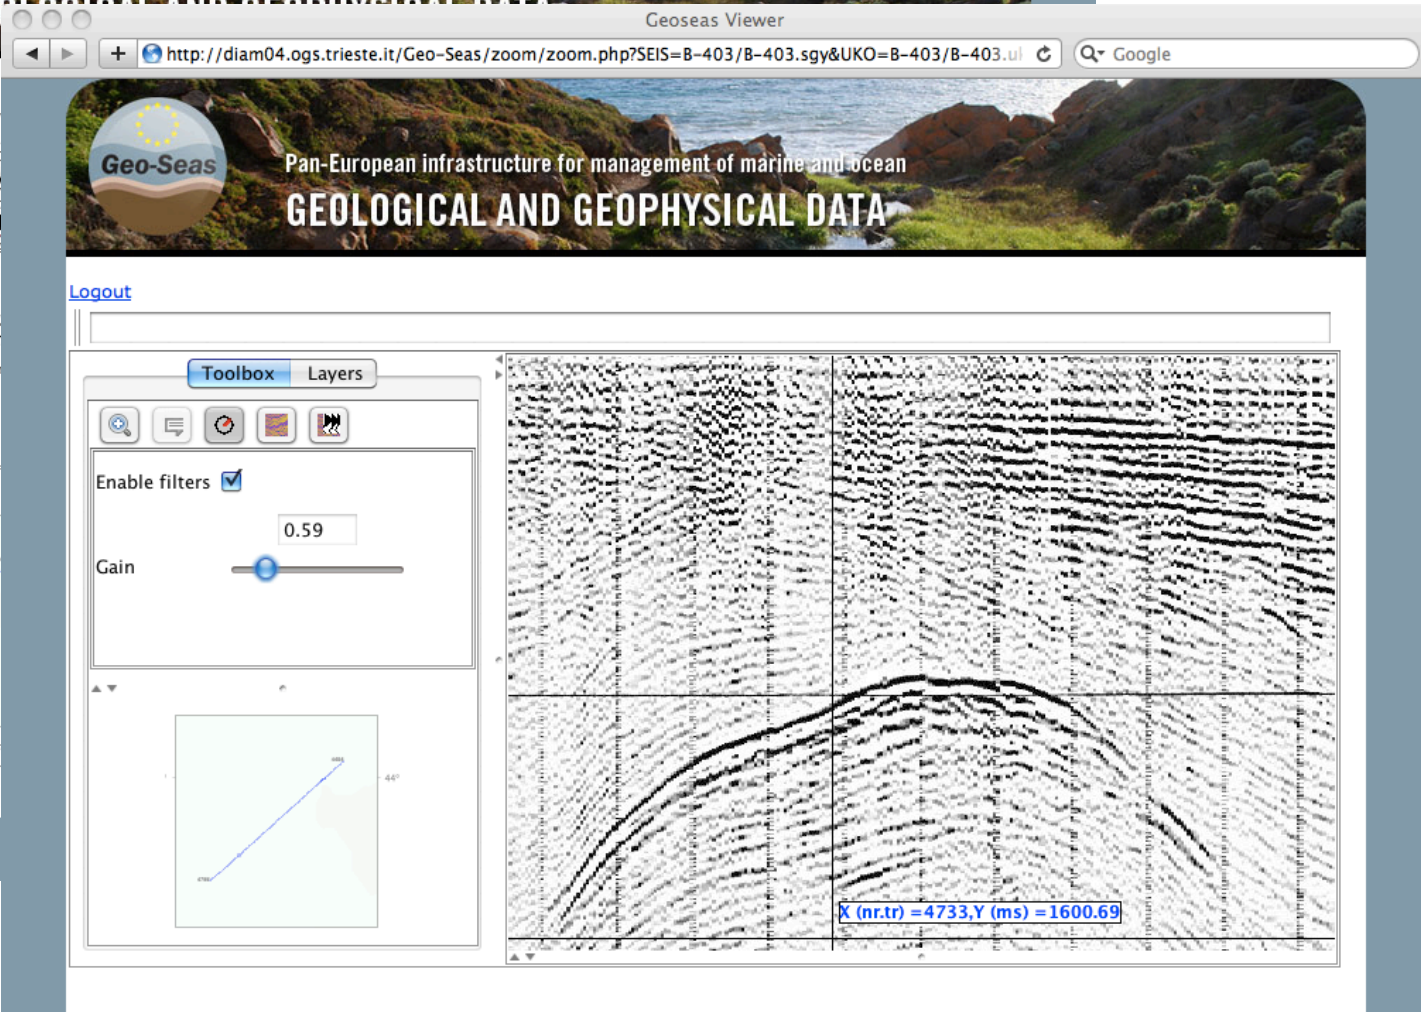 Geoseas Viewer
http://diam04.ogs.trieste.it/Geo-Seas/zoom/zoom.php?SEIS=B-403/B-403.sgy&UKO=B-403/B-403.uk
Google
Geo-Seas
Pan-European infrastructure for management of marine and ocean
GEOLOGICAL AND GEOPHYSICAL DATA
Logout
Toolbox
Layers
Enable filters
0.59
Gain
44°
X (nr.tr) =4733,Y (ms) =1600.69